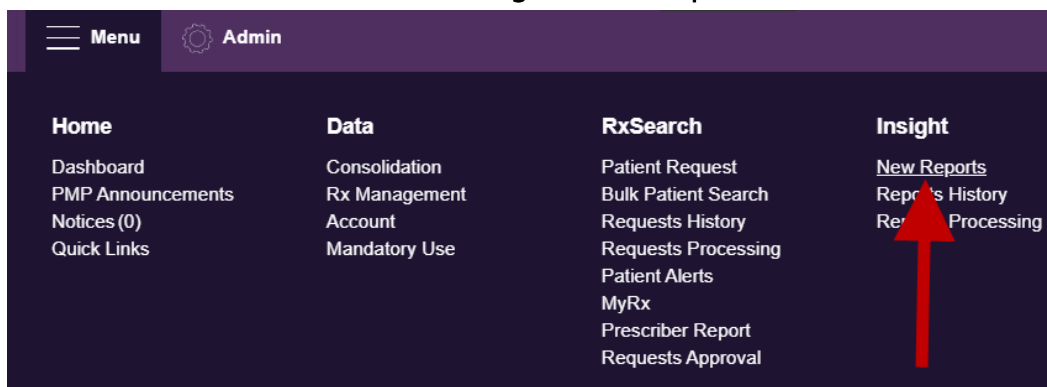 Menu
Admin
Home
Dashboard
PMP Announcements
Notices (0)
Quick Links
Data
Consolidation
Rx Management
Account
Mandatory Use
RxSearch
Patient Request
Bulk Patient Search
Requests History
Requests Processing
Patient Alerts
MyRx
Prescriber Report
Requests Approval
Insight
New Reports
Reports History
Processing